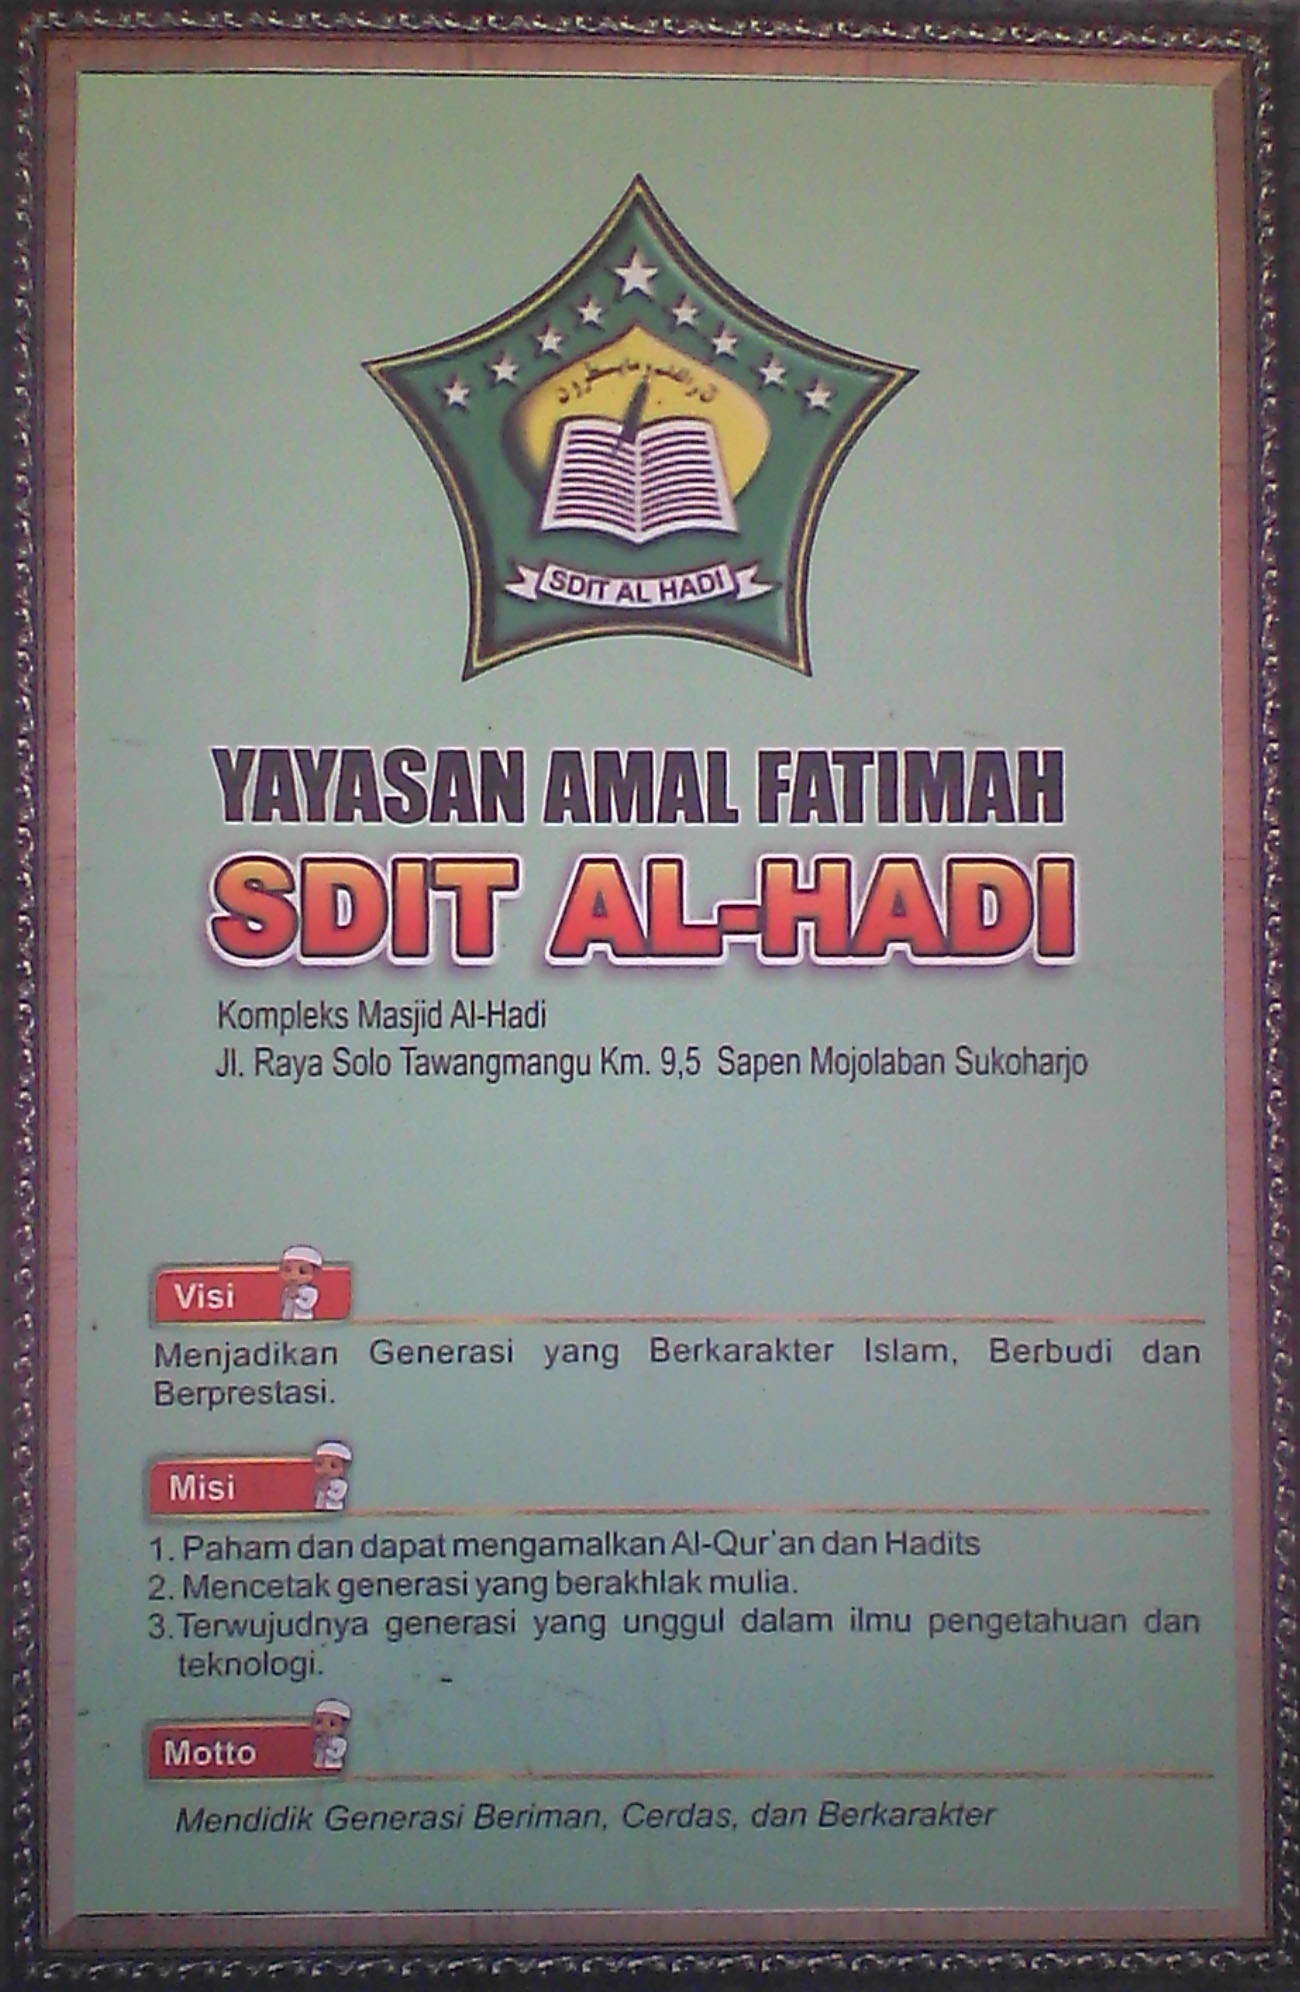 ن والقلم وما يسطرون
SDIT AL HADI
YAYASAN AMAL FATIMAH
SDIT AL-HADI
Kompleks Masjid Al-Hadi
Jl. Raya Solo Tawangmangu Km. 9,5 Sapen Mojolaban Sukoharjo
Visi
Menjadikan Generasi yang Berkarakter Islam, Berbudi dan
Berprestasi.
Misi
1. Paham dan dapat mengamalkan Al-Qur'an dan Hadits
2. Mencetak generasi yang berakhlak mulia.
3. Terwujudnya generasi yang unggul dalam ilmu pengetahuan dan
teknologi.
Motto
Mendidik Generasi Beriman, Cerdas, dan Berkarakter